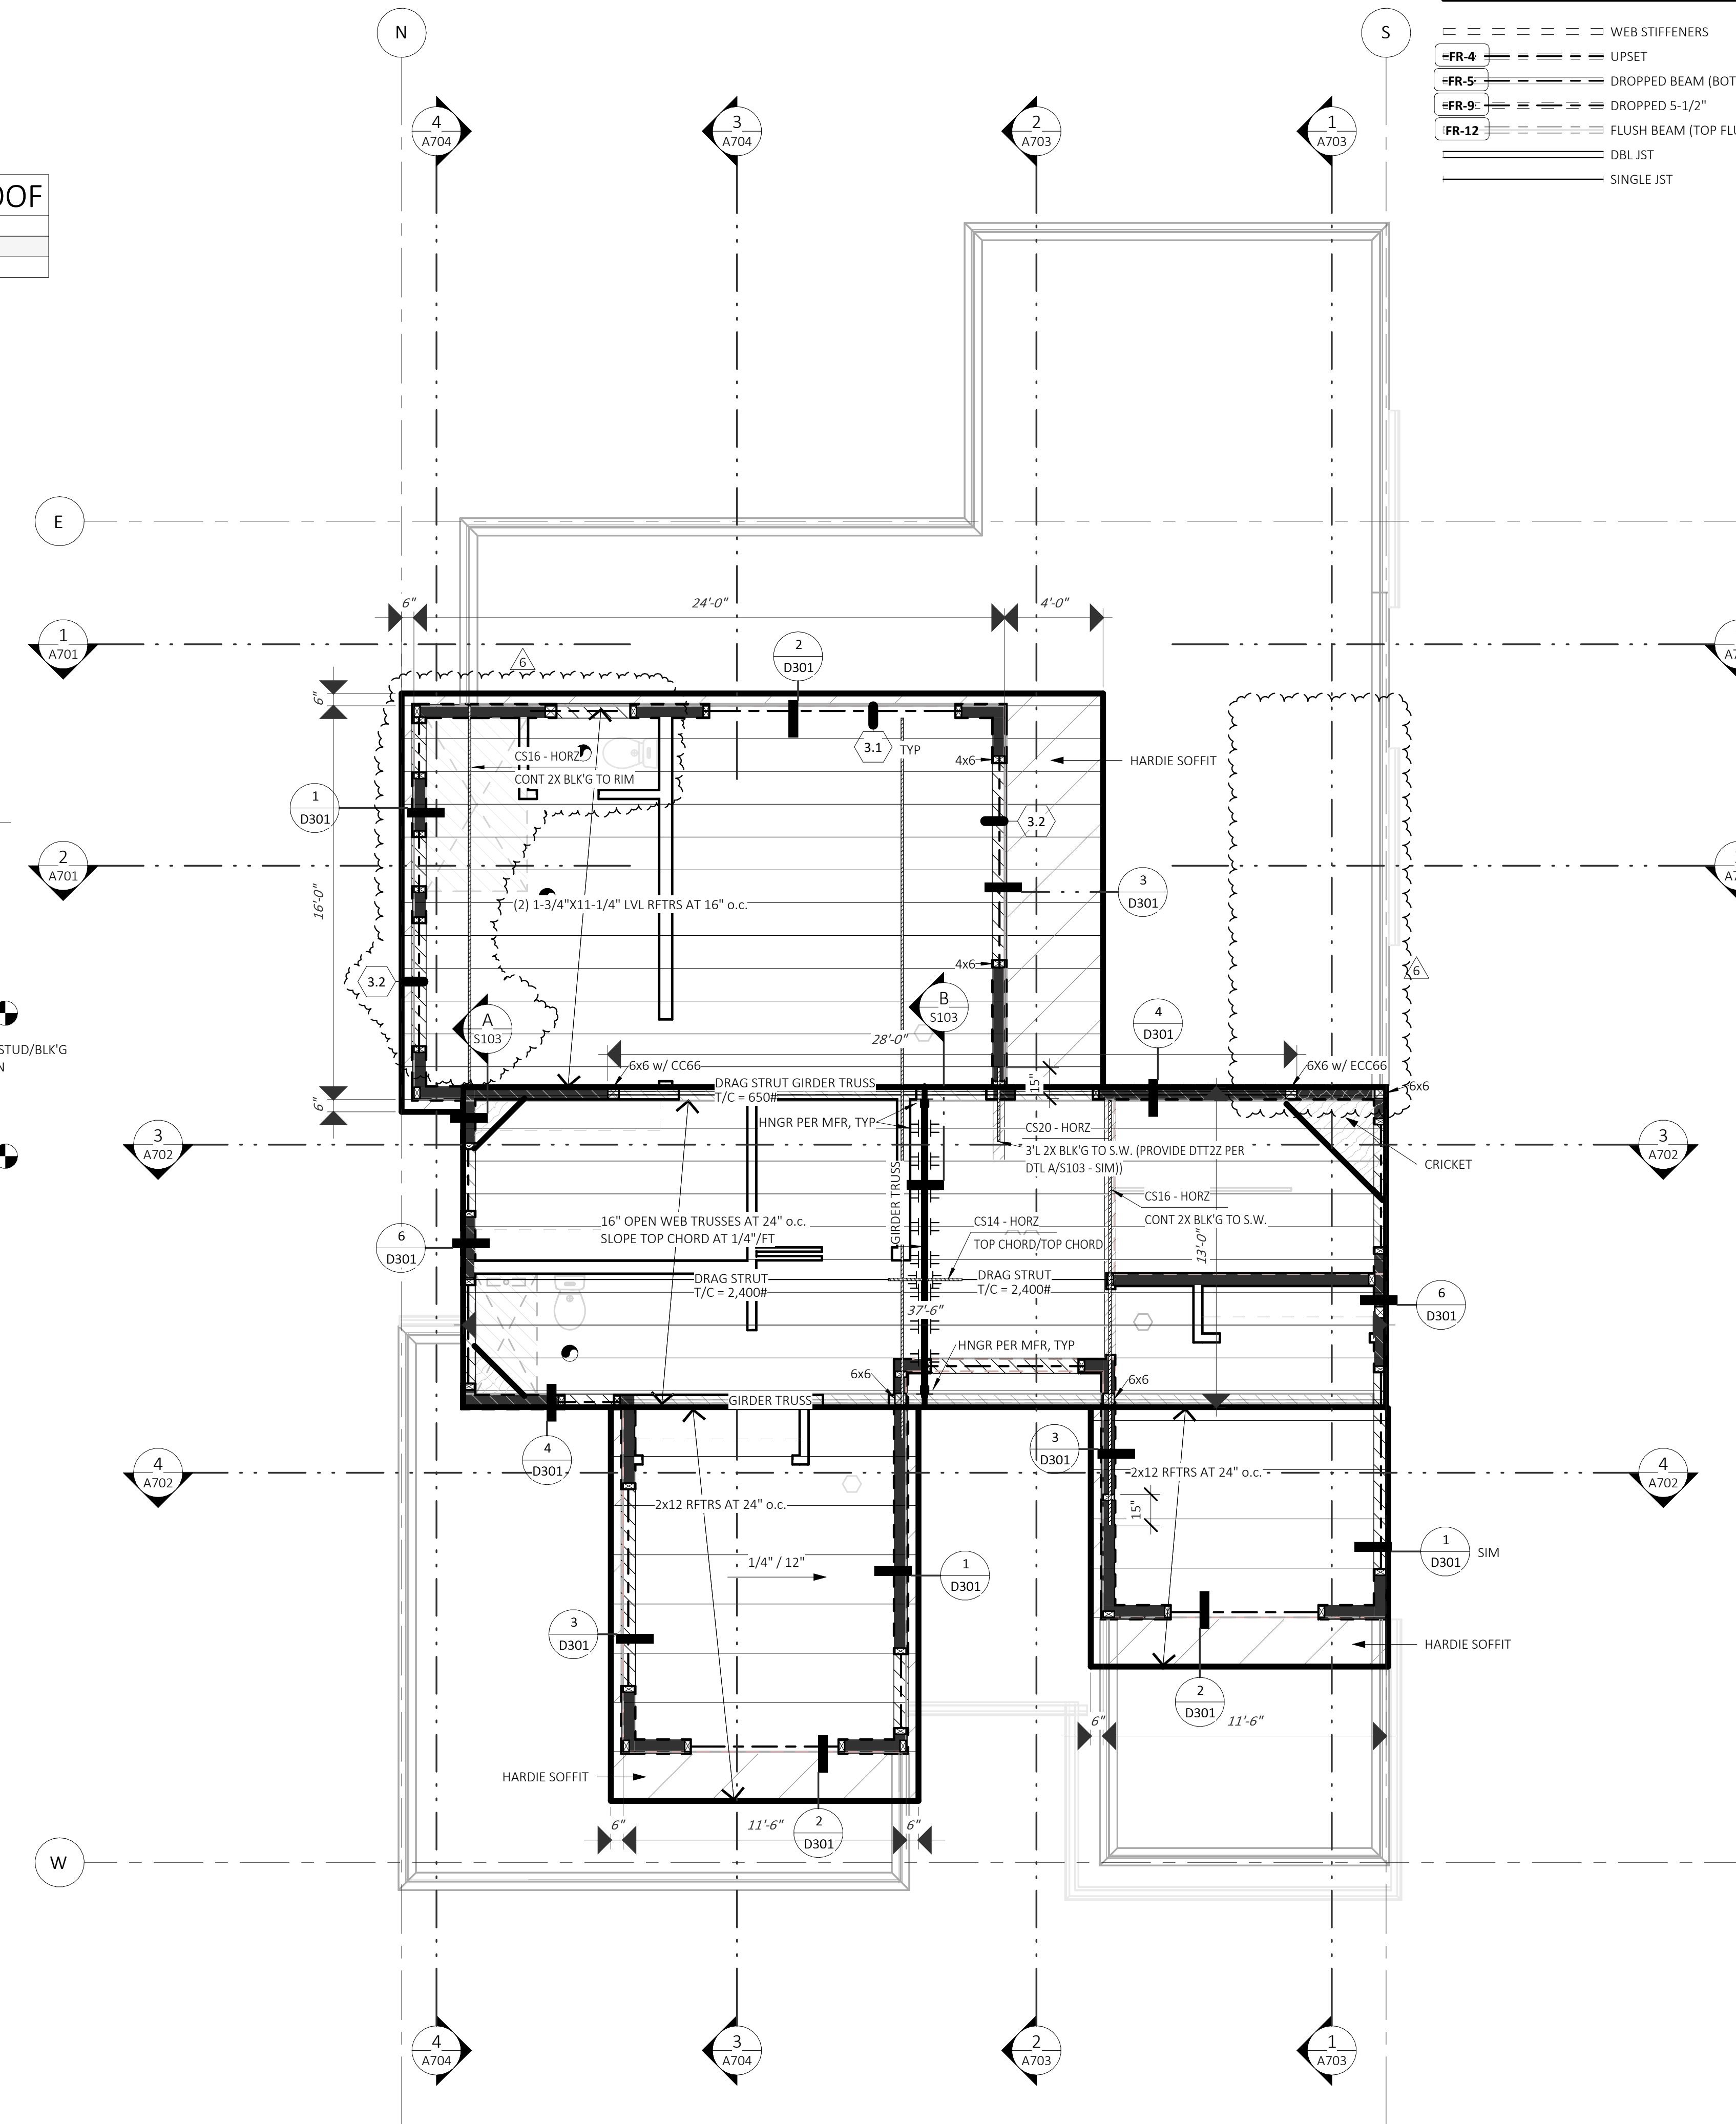 N
S
WEB STIFFENERS
FR-4
UPSET
FR-5
DROPPED BEAM (BOT
FR-9
DROPPED 5-1/2"
FR-12
FLUSH BEAM (TOP FLU
DBL JST
SINGLE JST
4
A704
3
A704
2
A703
1
A703
OOF
E
6"
24'-0"
4'-0"
1
A701
6
2
D301
6"
3.1
TYP
CS16 - HORZ
CONT 2X BLK'G TO RIM
4x6
HARDIE SOFFIT
1
D301
3.2
2
A701
16'-0"
(2) 1-3/4"X11-1/4" LVL RFTRS AT 16" o.c.
3
D301
4x6
3.2
6
A
S103
B
S103
4
D301
STUD/BLK'G
N
28'-0"
6x6 w/ CC66
6X6 w/ ECC66
6x6
DRAG STRUT GIRDER TRUSS
T/C = 650#
15"
6"
HNGR PER MFR, TYP
CS20 - HORZ
3
A702
3'L 2X BLK'G TO S.W. (PROVIDE DTT2Z PER
DTL A/S103 - SIM))
3
A702
CRICKET
GIRDER TRUSS
CS16 - HORZ
CONT 2X BLK'G TO S.W.
16" OPEN WEB TRUSSES AT 24" o.c.
SLOPE TOP CHORD AT 1/4"/FT
CS14 - HORZ
TOP CHORD/TOP CHORD
13'-0"
6
D301
DRAG STRUT
T/C = 2,400#
DRAG STRUT
T/C = 2,400#
37'-6"
6
D301
HNGR PER MFR, TYP
6x6
6x6
GIRDER TRUSS
4
D301
3
D301
4
A702
2x12 RFTRS AT 24" o.c.
4
A702
2x12 RFTRS AT 24" o.c.
15"
1/4" / 12"
1
D301
1
D301
SIM
3
D301
HARDIE SOFFIT
2
D301
6"
11'-6"
HARDIE SOFFIT
6"
11'-6"
6"
2
D301
W
4
A704
3
A704
2
A703
1
A703